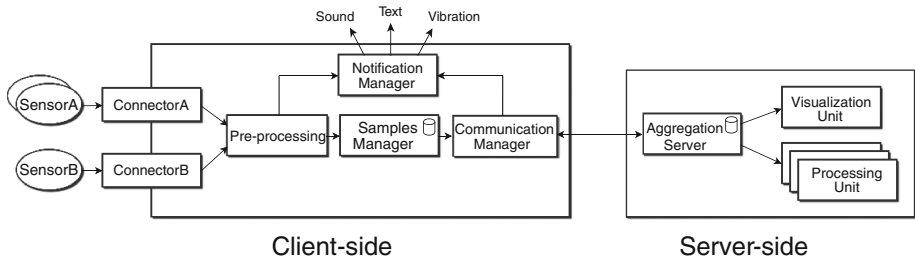 Sound
Text
Vibration
Notification
Manager
SensorA
ConnectorA
Pre-processing
Samples
Manager
Communication
Manager
SensorB
ConnectorB
Aggregation
Server
Visualization
Unit
Processing
Unit
Client-side
Server-side